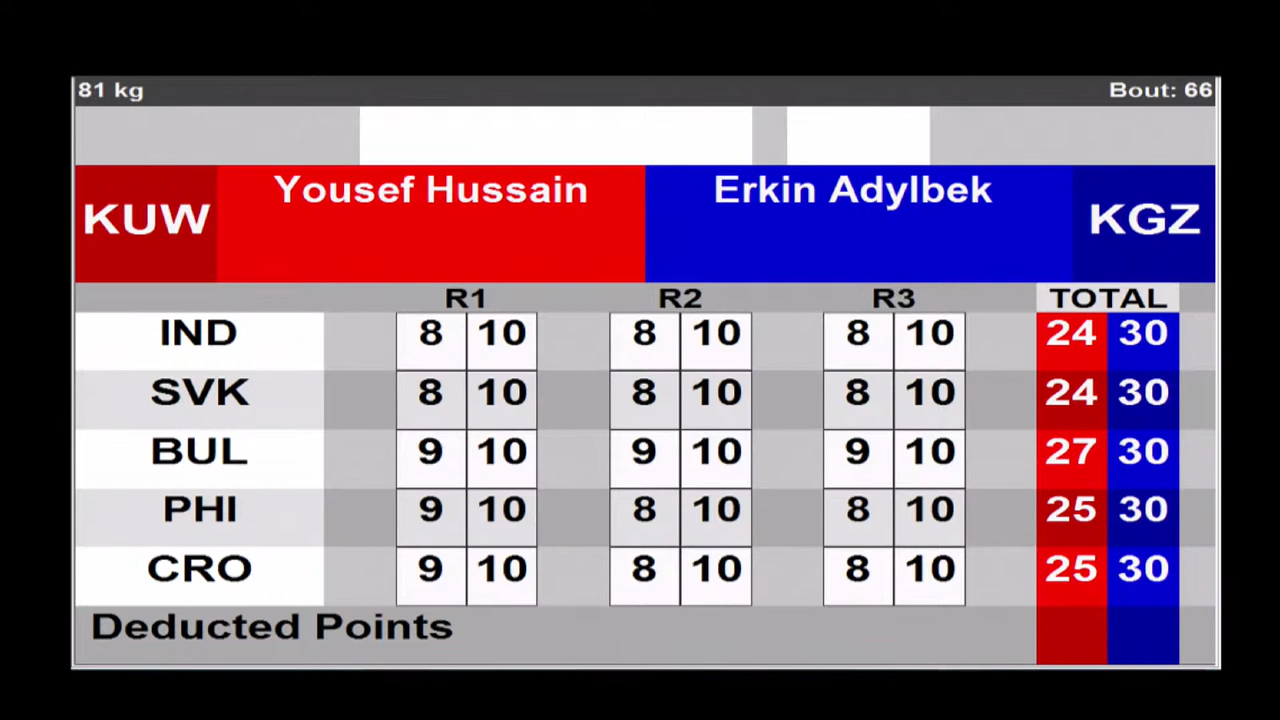 81 kg Bout: 66
KUW Yousef Hussain Erkin Adylbek KGZ
R1 R2 R3 TOTAL
IND 8 10 8 10 8 10 24 30
SVK 8 10 8 10 8 10 24 30
BUL 9 10 9 10 9 10 27 30
PHI 9 10 8 10 8 10 25 30
CRO 9 10 8 10 8 10 25 30
Deducted Points